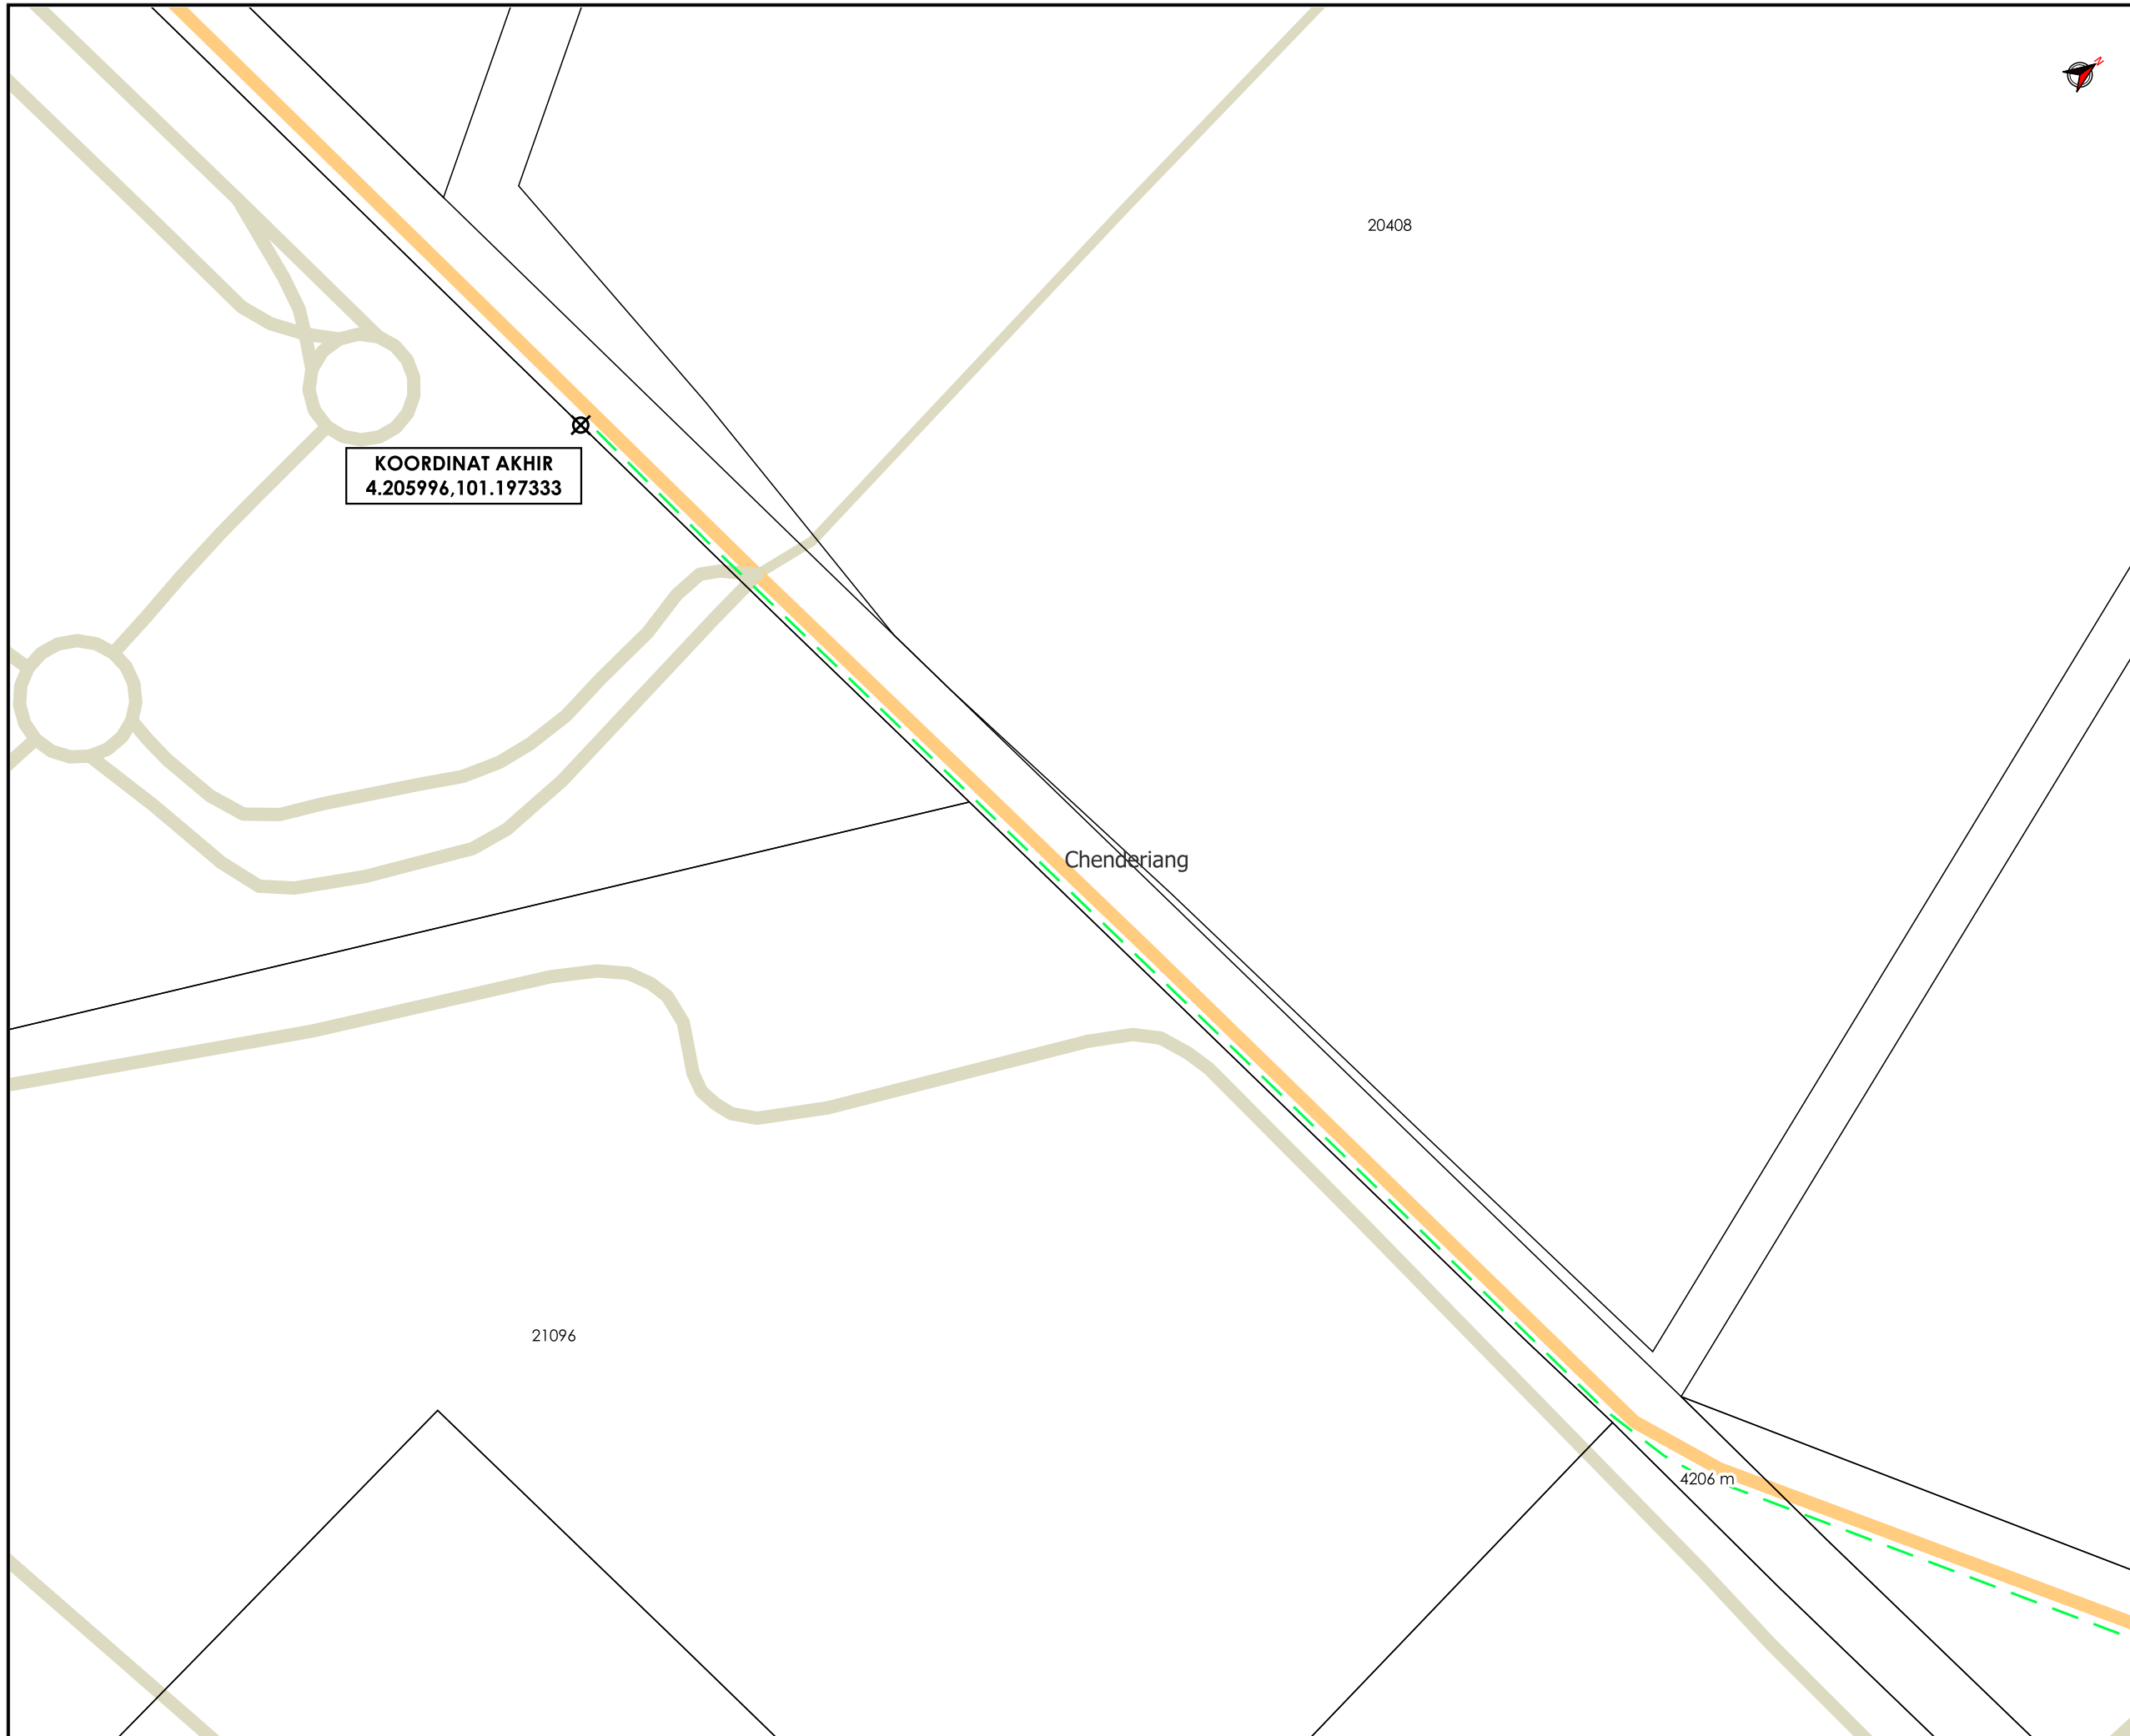 N
20408
KOORDINAT AKHIR
4.205996,101.197333
Chenderiang
21096
4206 m